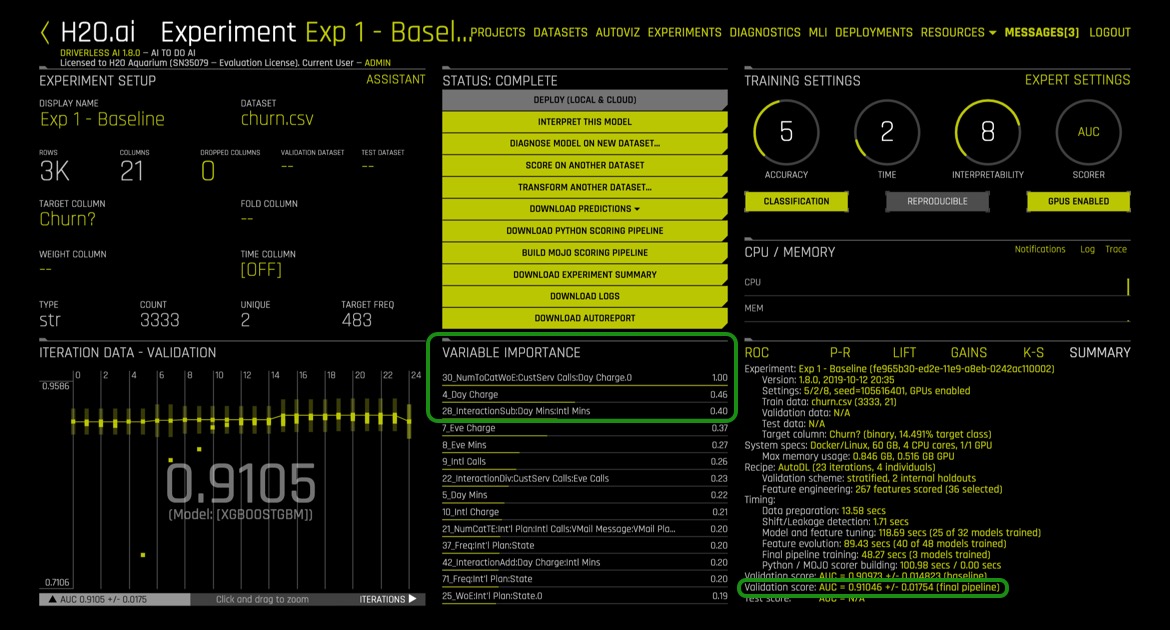 H2O.ai Experiment Exp 1 - Basel...
PROJECTS DATASETS AUTOVIZ EXPERIMENTS DIAGNOSTICS MLI DEPLOYMENTS RESOURCES MESSAGES[3] LOGOUT
DRIVERLESS AI 1.8.0 – AI TO DO AI
Licensed to H2O Aquarium (SN35079 – Evaluation License). Current User – ADMIN
EXPERIMENT SETUP ASSISTANT
DISPLAY NAME DATASET
Exp 1 - Baseline churn.csv
ROWS COLUMNS DROPPED COLUMNS VALIDATION DATASET TEST DATASET
3K 21 0 -- --
TARGET COLUMN FOLD COLUMN
Churn? --
WEIGHT COLUMN TIME COLUMN
-- [OFF]
TYPE COUNT UNIQUE TARGET FREQ
str 3333 2 483
STATUS: COMPLETE
DEPLOY (LOCAL & CLOUD)
INTERPRET THIS MODEL
DIAGNOSE MODEL ON NEW DATASET...
SCORE ON ANOTHER DATASET
TRANSFORM ANOTHER DATASET...
DOWNLOAD PREDICTIONS
DOWNLOAD PYTHON SCORING PIPELINE
BUILD MOJO SCORING PIPELINE
DOWNLOAD EXPERIMENT SUMMARY
DOWNLOAD LOGS
DOWNLOAD AUTOREPORT
TRAINING SETTINGS EXPERT SETTINGS
5 2 8 AUC
ACCURACY TIME INTERPRETABILITY SCORER
CLASSIFICATION REPRODUCIBLE GPUS ENABLED
CPU / MEMORY Notifications Log Trace
CPU
MEM
ITERATION DATA - VALIDATION
0 2 4 6 8 10 12 14 16 18 20 22 24
0.9586
0.9105
(Model: [XGBOOSTGBM])
0.7106
▲ AUC 0.9105 +/- 0.0175 Click and drag to zoom ITERATIONS ▶
VARIABLE IMPORTANCE
30_NumToCatWoE:CustServ Calls:Day Charge.0 1.00
4_Day Charge 0.46
28_InteractionSub:Day Mins:Intl Mins 0.40
7_Eve Charge 0.37
8_Eve Mins 0.27
9_Intl Calls 0.26
22_InteractionDiv:CustServ Calls:Eve Calls 0.23
5_Day Mins 0.22
10_Intl Charge 0.21
21_NumCatTE:Int'l Plan:Intl Calls:VMail Message:VMail Pla... 0.20
37_Freq:Int'l Plan:State 0.20
42_InteractionAdd:Day Charge:Intl Mins 0.20
71_Freq:Int'l Plan:State 0.20
25_WoE:Int'l Plan:State.0 0.19
ROC P-R LIFT GAINS K-S SUMMARY
Experiment: Exp 1 - Baseline (fe965b30-ed2e-11e9-a8eb-0242ac110002)
Version: 1.8.0, 2019-10-12 20:35
Settings: 5/2/8, seed=105616401, GPUs enabled
Train data: churn.csv (3333, 21)
Validation data: N/A
Test data: N/A
Target column: Churn? (binary, 14.491% target class)
System specs: Docker/Linux, 60 GB, 4 CPU cores, 1/1 GPU
Max memory usage: 0.846 GB, 0.516 GB GPU
Recipe: AutoDL (23 iterations, 4 individuals)
Validation scheme: stratified, 2 internal holdouts
Feature engineering: 267 features scored (36 selected)
Timing:
Data preparation: 13.58 secs
Shift/Leakage detection: 1.71 secs
Model and feature tuning: 118.69 secs (25 of 32 models trained)
Feature evolution: 89.43 secs (40 of 48 models trained)
Final pipeline training: 48.27 secs (3 models trained)
Python / MOJO scorer building: 100.98 secs / 0.00 secs
Validation score: AUC = 0.90973 +/- 0.014823 (baseline)
Validation score: AUC = 0.91046 +/- 0.01754 (final pipeline)
Test score: AUC = N/A